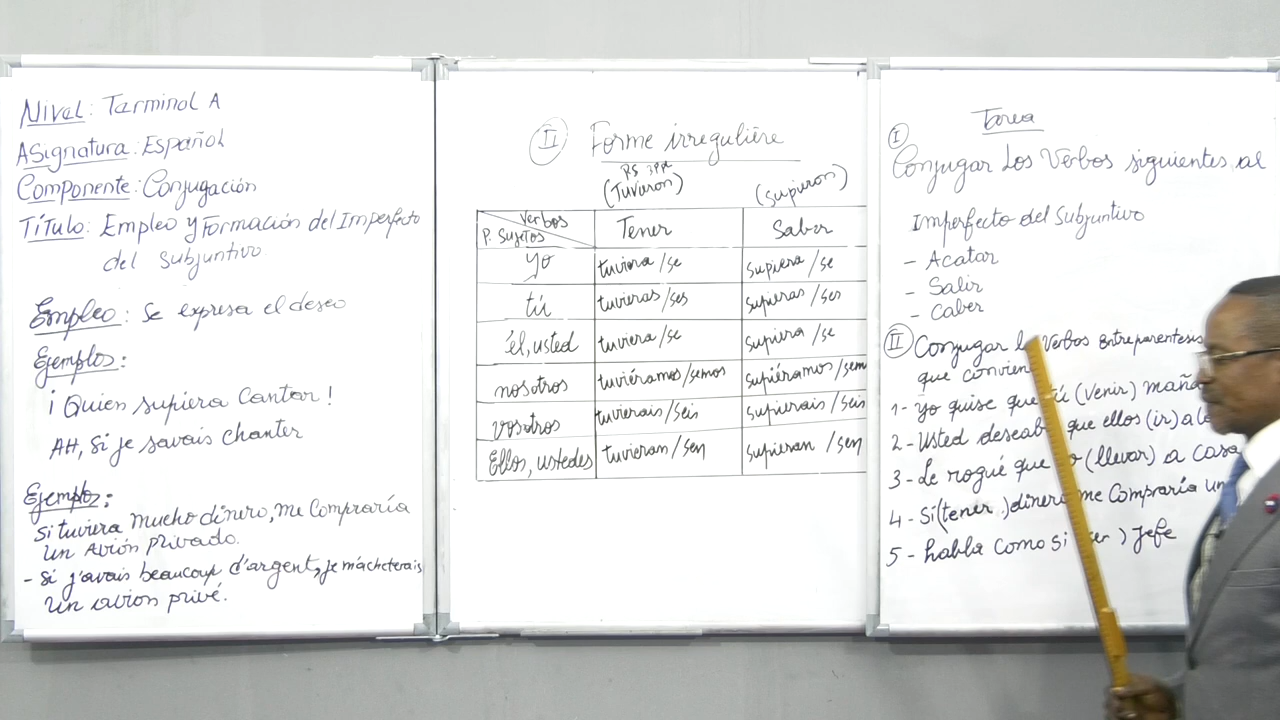 Nivel: Terminal A
Asignatura: Español
Componente: Conjugación
Título: Empleo y Formación del Imperfecto
del subjuntivo
Empleo: Se expresa el deseo
Ejemplos:
¡ Quien supiera Cantar !
AH, Si je savais chanter
Ejemplo:
Si tuviera mucho dinero, me Compraría
un Avión privado.
- Si j'avais beaucoup d'argent, je m'acheterais
un avion privé.
II Forme irregulière
PS 3PPl
(Tuvieron) (supieron)
Verbos
P. Sujetos Tener Saber
Yo tuviera /se supiera /se
tú tuvieras /ses supieras /ses
él, usted tuviera /se supiera /se
nosotros tuviéramos /semos supiéramos /sem
vosotros tuvierais /seis supierais /seis
Ellos, ustedes tuvieran /sen supieran /sen
Tarea
I
Conjugar Los Verbos siguientes al
Imperfecto del Subjuntivo
- Acatar
- Salir
- Caber
II Conjugar Verbos entre parentesis
que
1- Yo quise que tú (venir)
2- Usted que ellos (ir) a
3- Le rogué que (llevar) a casa
4- Si (tener ) dinero me Compraría un
5- habla como si ) Jefe